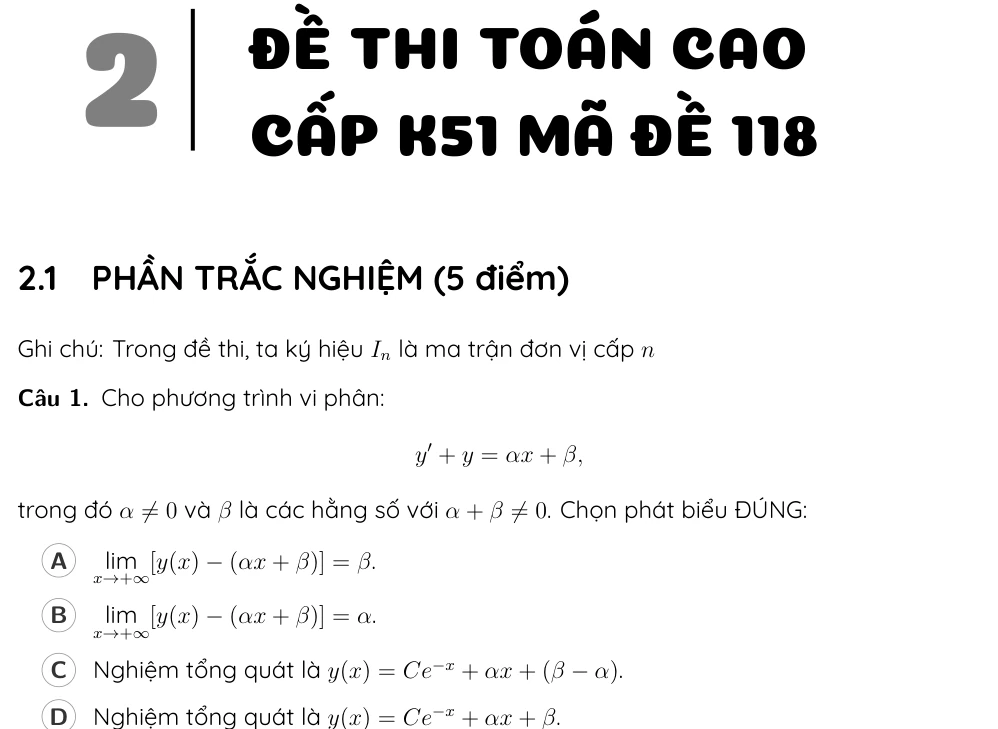 2
ĐỀ THI TOÁN CAO
CẤP K51 MÃ ĐỀ 118
2.1 PHẦN TRẮC NGHIỆM (5 điểm)
Ghi chú: Trong đề thi, ta ký hiệu Iₙ là ma trận đơn vị cấp n
Câu 1. Cho phương trình vi phân:
y′ + y = αx + β,
trong đó α ≠ 0 và β là các hằng số với α + β ≠ 0. Chọn phát biểu ĐÚNG:
A lim_{x→+∞} [y(x) − (αx + β)] = β.
B lim_{x→+∞} [y(x) − (αx + β)] = α.
C Nghiệm tổng quát là y(x) = Ce⁻ˣ + αx + (β − α).
D Nghiệm tổng quát là y(x) = Ce⁻ˣ + αx + β.